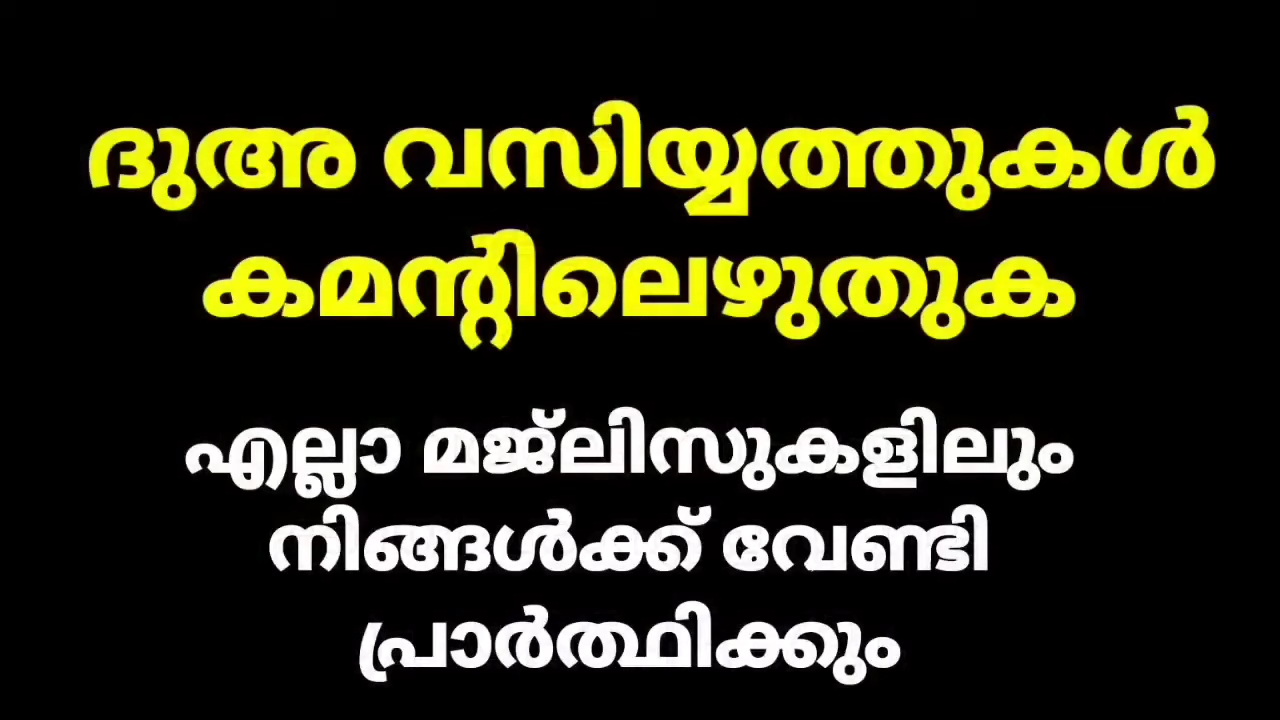 ദുഅ വസിയ്യത്തുകൾ
കമന്റിലെഴുതുക
എല്ലാ മജ്‌ലിസുകളിലും
നിങ്ങൾക്ക് വേണ്ടി
പ്രാർത്ഥിക്കും